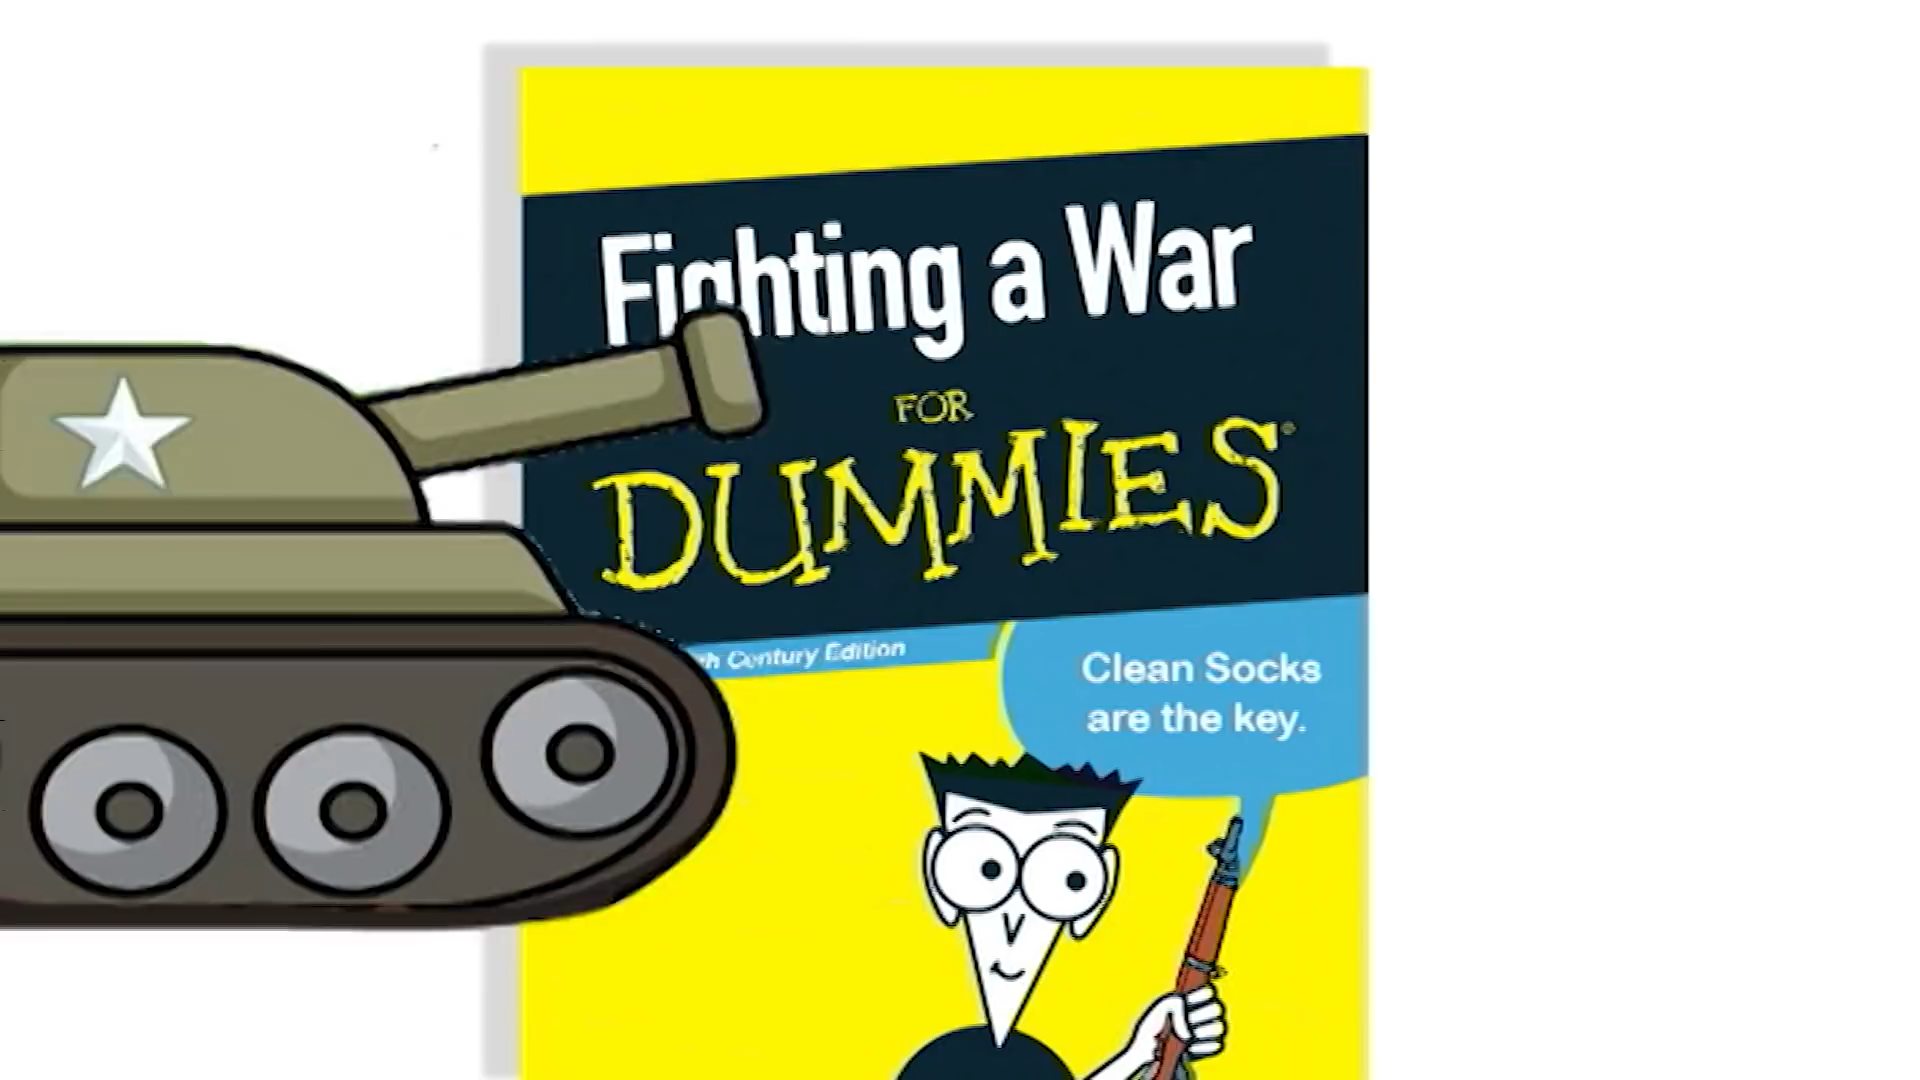 Fighting a War
FOR
DUMMIES
Century Edition
Clean Socks
are the key.